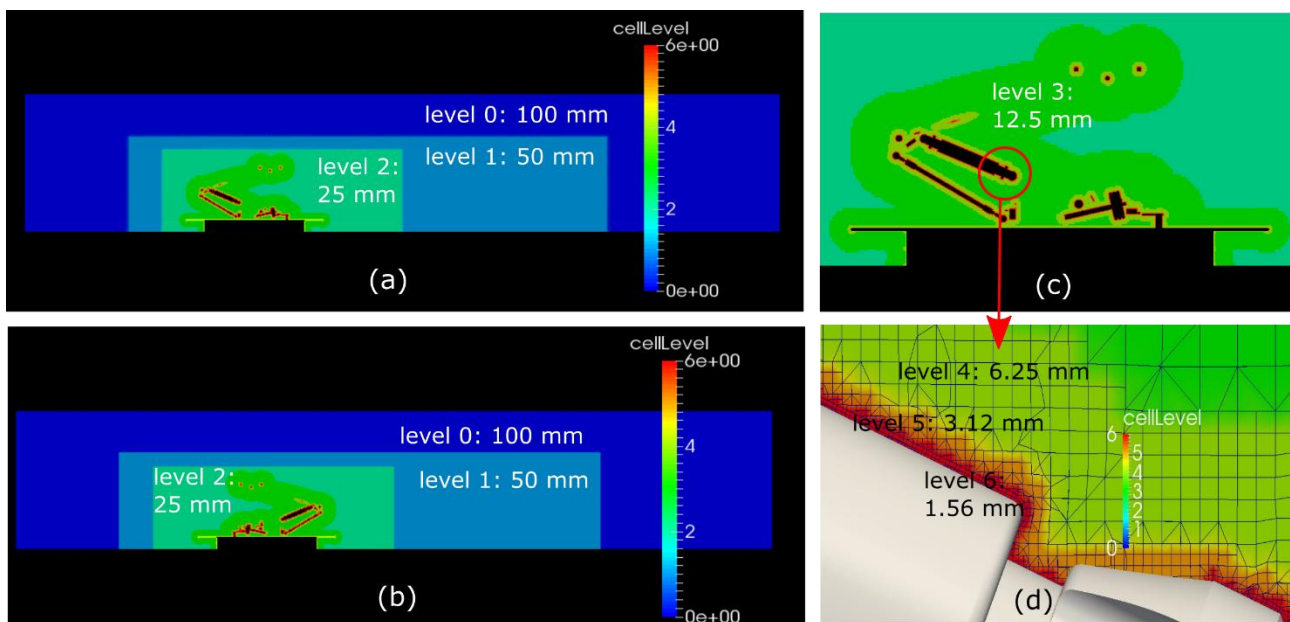 cellLevel
6e+00
level 0: 100 mm
level 1: 50 mm
level 2:
25 mm
4
2
0e+00
(a)
level 3:
12.5 mm
(c)
cellLevel
6e+00
level 0: 100 mm
level 2:
25 mm
level 1: 50 mm
4
2
0e+00
(b)
level 4: 6.25 mm
level 5: 3.12 mm
cellLevel
6
5
4
3
2
1
0
level 6:
1.56 mm
(d)